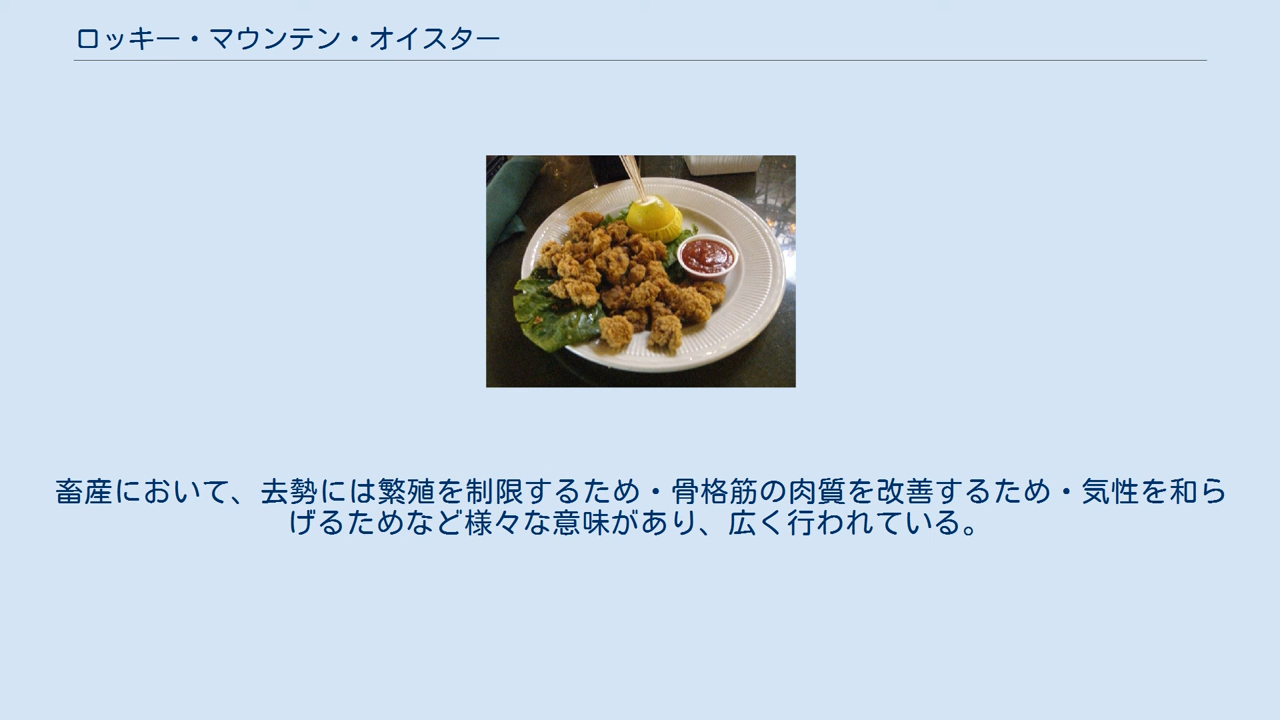 ロッキー・マウンテン・オイスター
畜産において、去勢には繁殖を制限するため・骨格筋の肉質を改善するため・気性を和ら
げるためなど様々な意味があり、広く行われている。